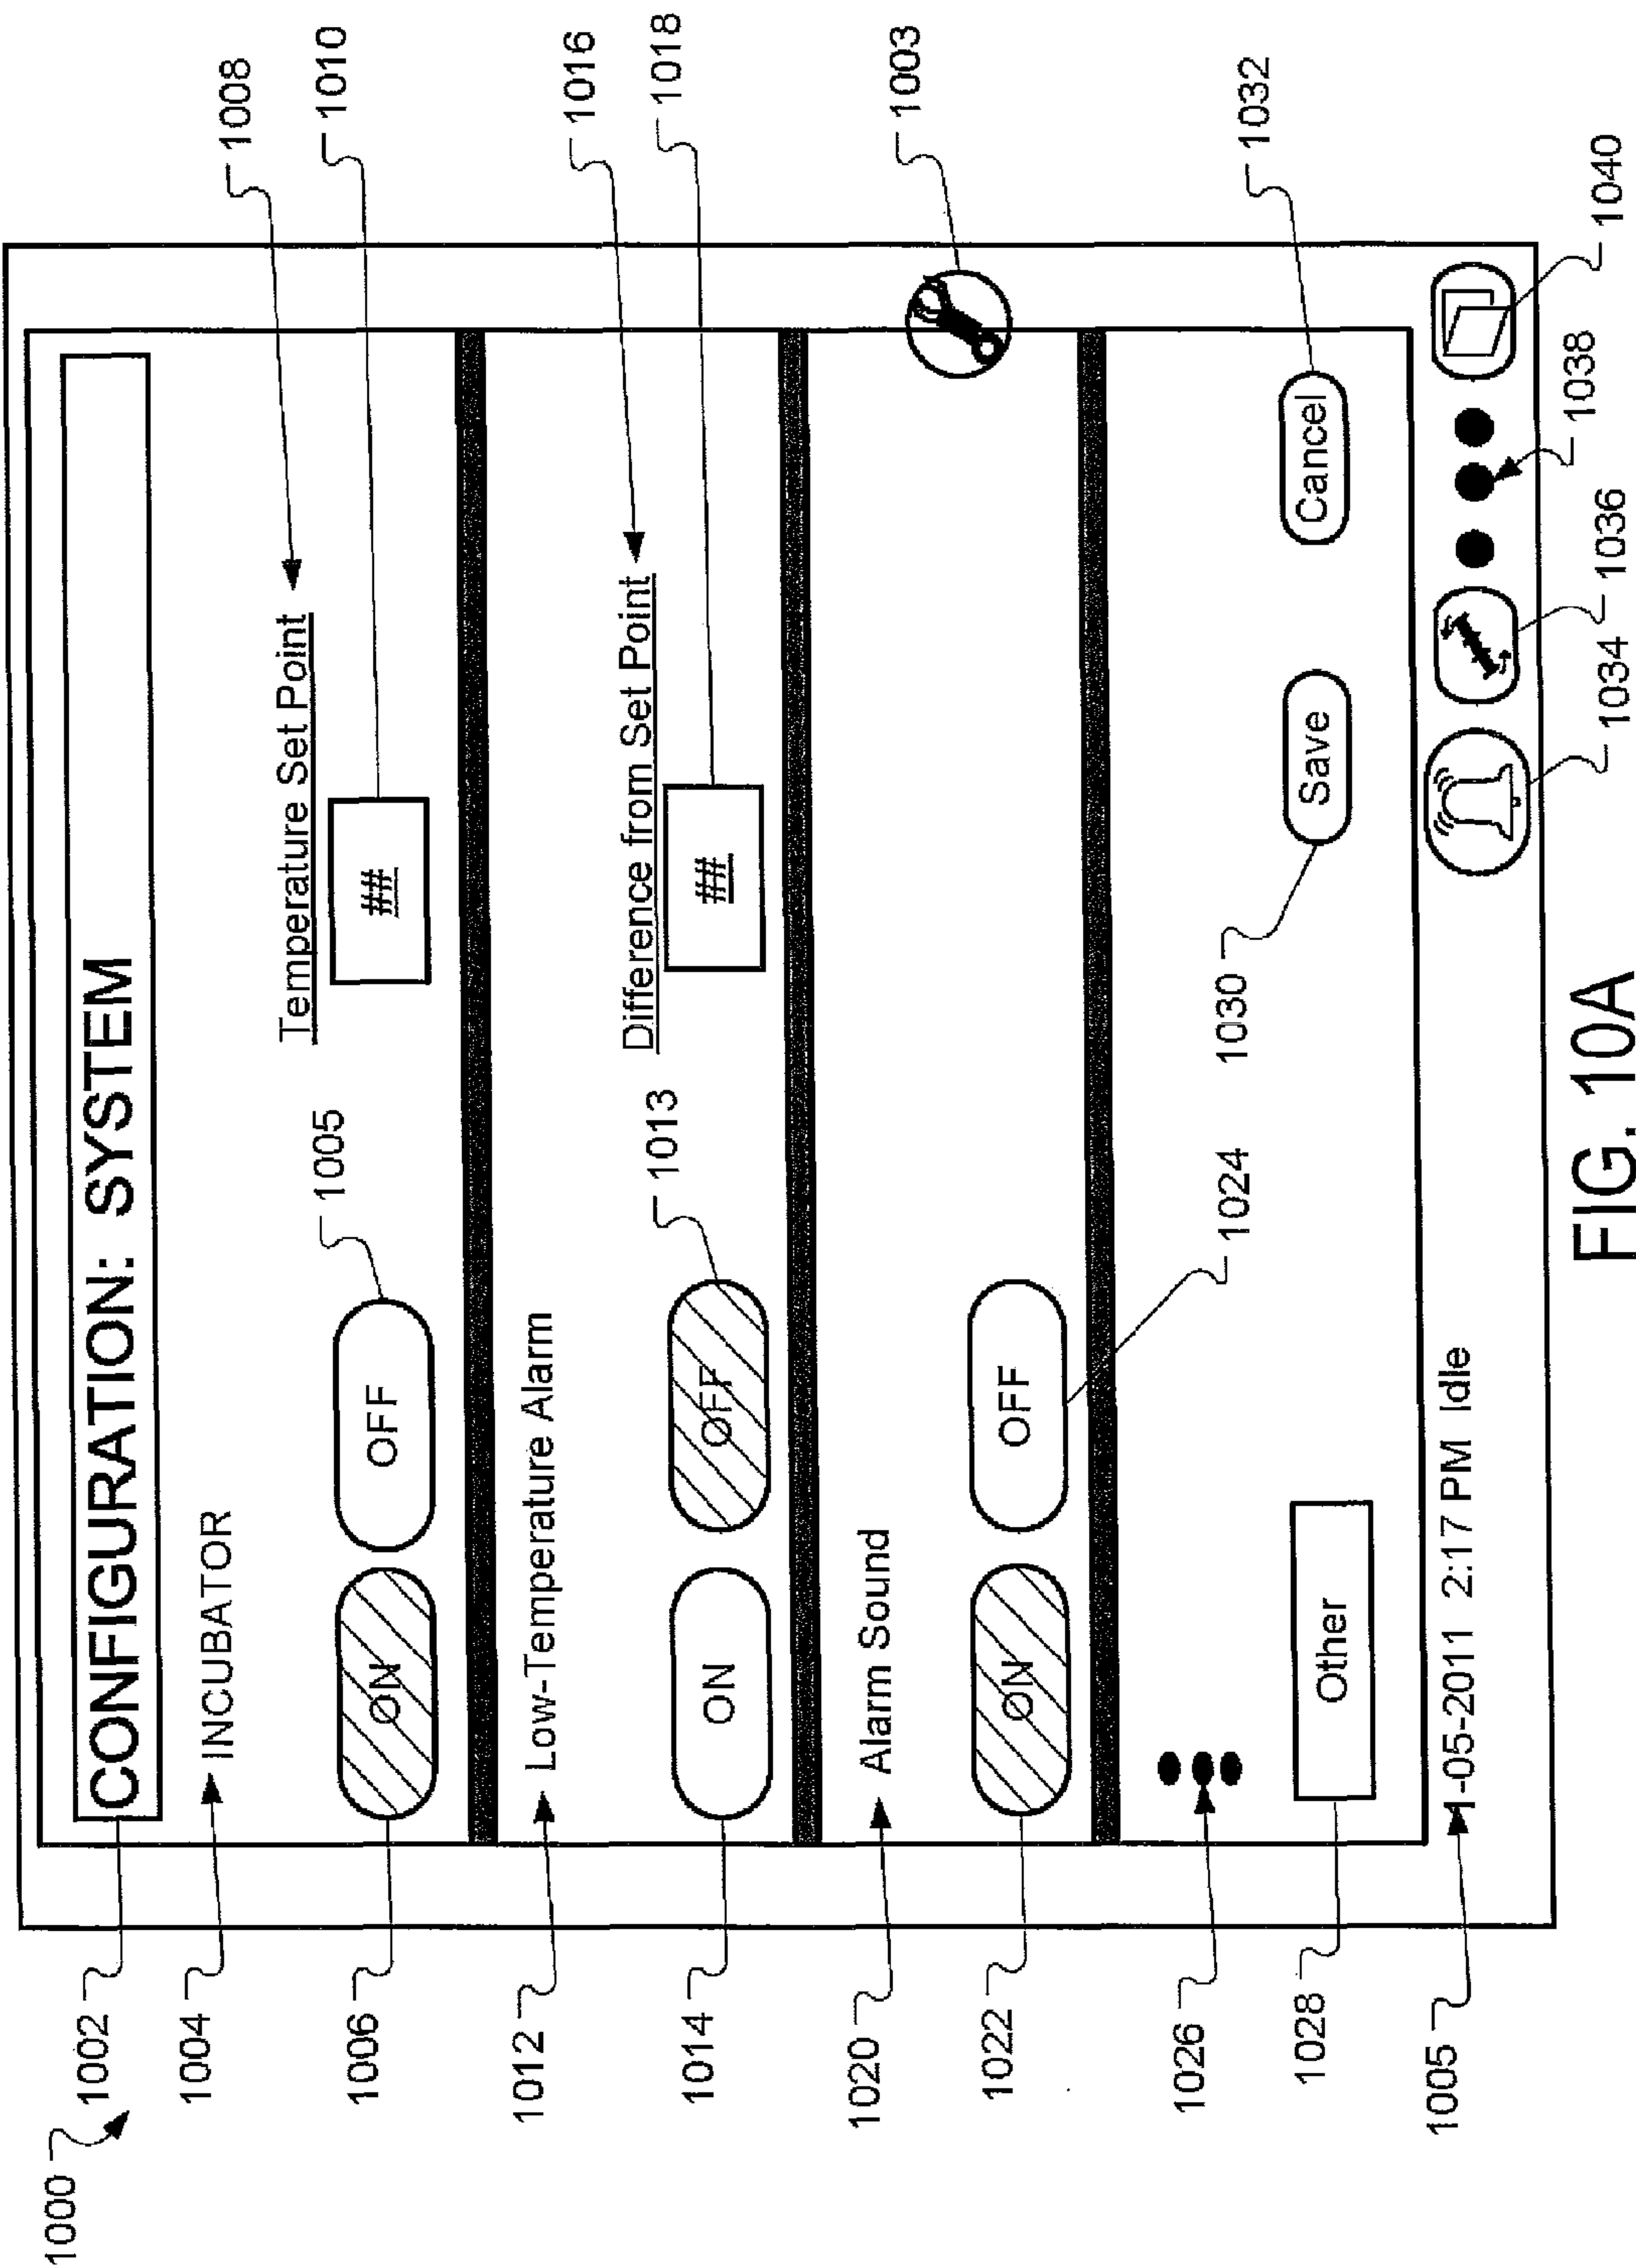 1000
1002
CONFIGURATION: SYSTEM
1004
INCUBATOR
1008
Temperature Set Point
1005
1010
1006
ON
OFF
##
1012
Low-Temperature Alarm
1016
Difference from Set Point
1013
1018
1014
ON
OFF
##
1020
Alarm Sound
1003
1022
ON
OFF
1026
1024
1030
1032
1028
Other
Save
Cancel
1005
1-05-2011 2:17 PM Idle
1034
1036
1038
1040
FIG. 10A